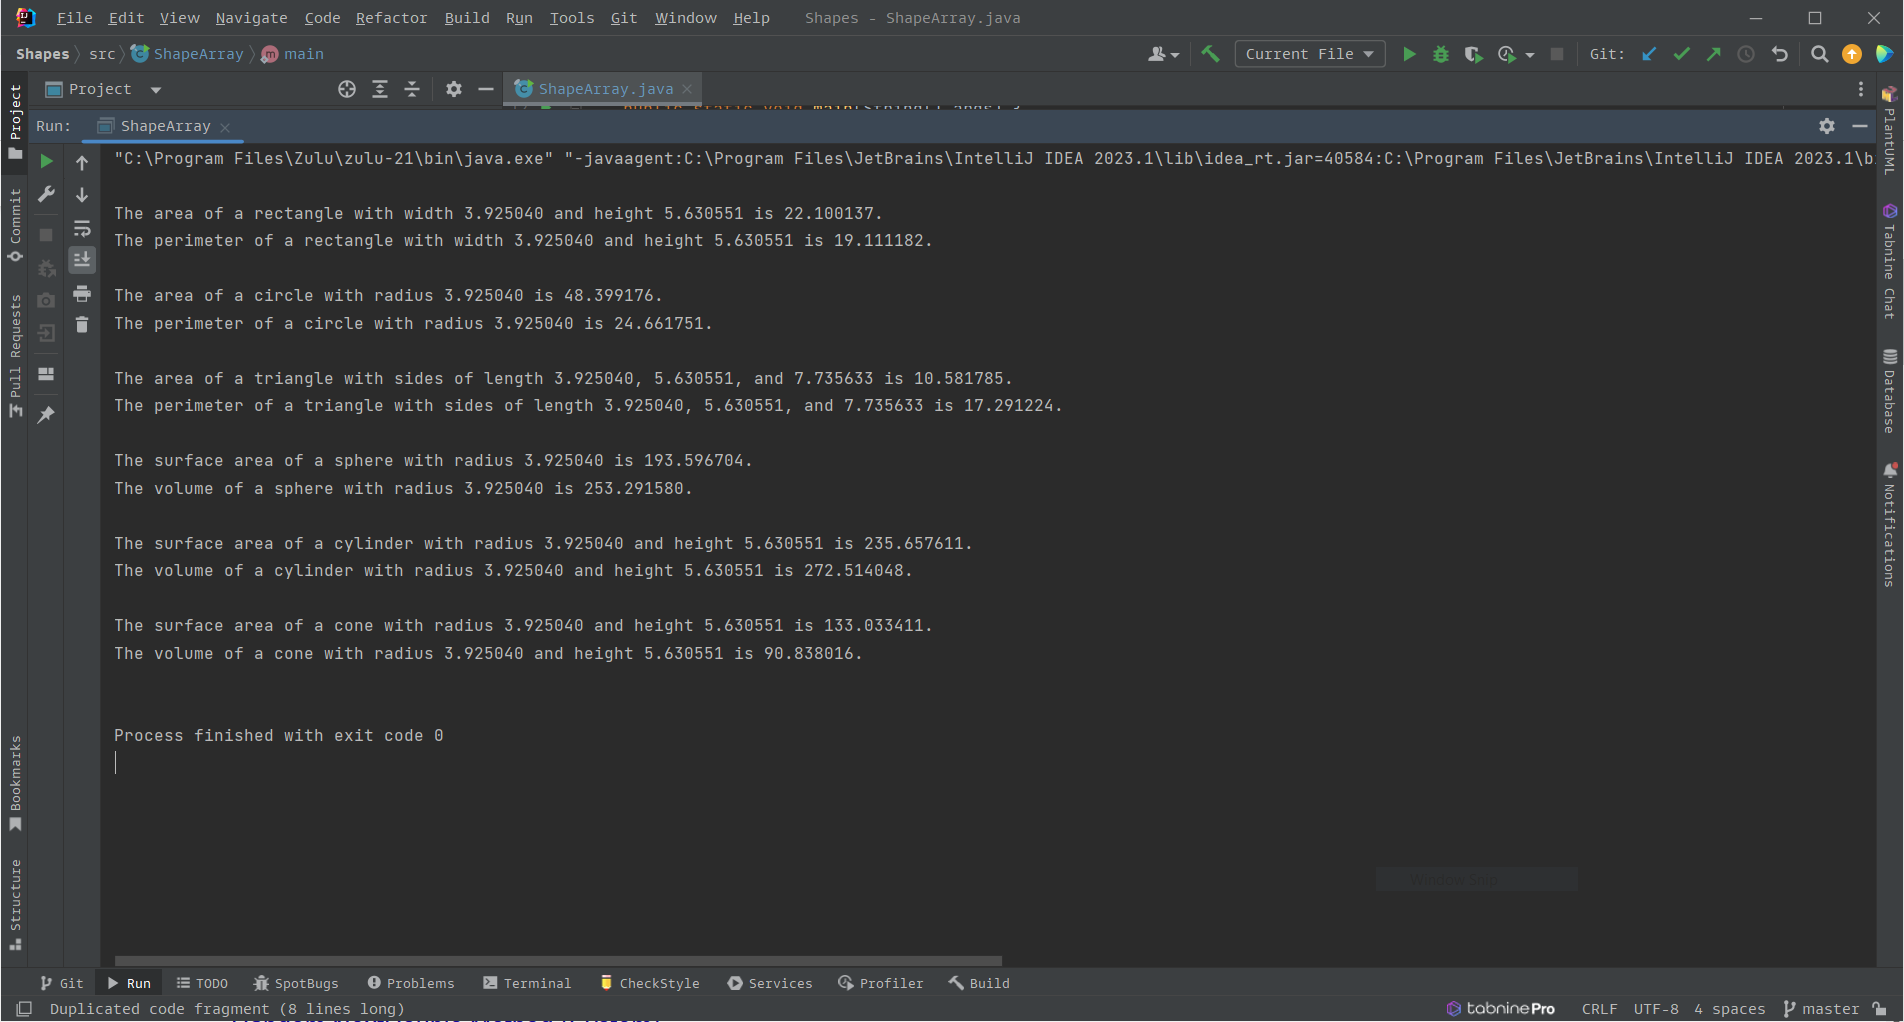 File Edit View Navigate Code Refactor Build Run Tools Git Window Help Shapes - ShapeArray.java
Shapes src ShapeArray main Current File Git:
Project ShapeArray.java
Run: ShapeArray
"C:\Program Files\Zulu\zulu-21\bin\java.exe" "-javaagent:C:\Program Files\JetBrains\IntelliJ IDEA 2023.1\lib\idea_rt.jar=40584:C:\Program Files\JetBrains\IntelliJ IDEA 2023.1\b
The area of a rectangle with width 3.925040 and height 5.630551 is 22.100137.
The perimeter of a rectangle with width 3.925040 and height 5.630551 is 19.111182.
The area of a circle with radius 3.925040 is 48.399176.
The perimeter of a circle with radius 3.925040 is 24.661751.
The area of a triangle with sides of length 3.925040, 5.630551, and 7.735633 is 10.581785.
The perimeter of a triangle with sides of length 3.925040, 5.630551, and 7.735633 is 17.291224.
The surface area of a sphere with radius 3.925040 is 193.596704.
The volume of a sphere with radius 3.925040 is 253.291580.
The surface area of a cylinder with radius 3.925040 and height 5.630551 is 235.657611.
The volume of a cylinder with radius 3.925040 and height 5.630551 is 272.514048.
The surface area of a cone with radius 3.925040 and height 5.630551 is 133.033411.
The volume of a cone with radius 3.925040 and height 5.630551 is 90.838016.
Process finished with exit code 0
Window Snip
Project
Commit
Pull Requests
Bookmarks
Structure
PlantUML
Tabnine Chat
Database
Notifications
Git Run TODO SpotBugs Problems Terminal CheckStyle Services Profiler Build
Duplicated code fragment (8 lines long) tabnine Pro CRLF UTF-8 4 spaces master